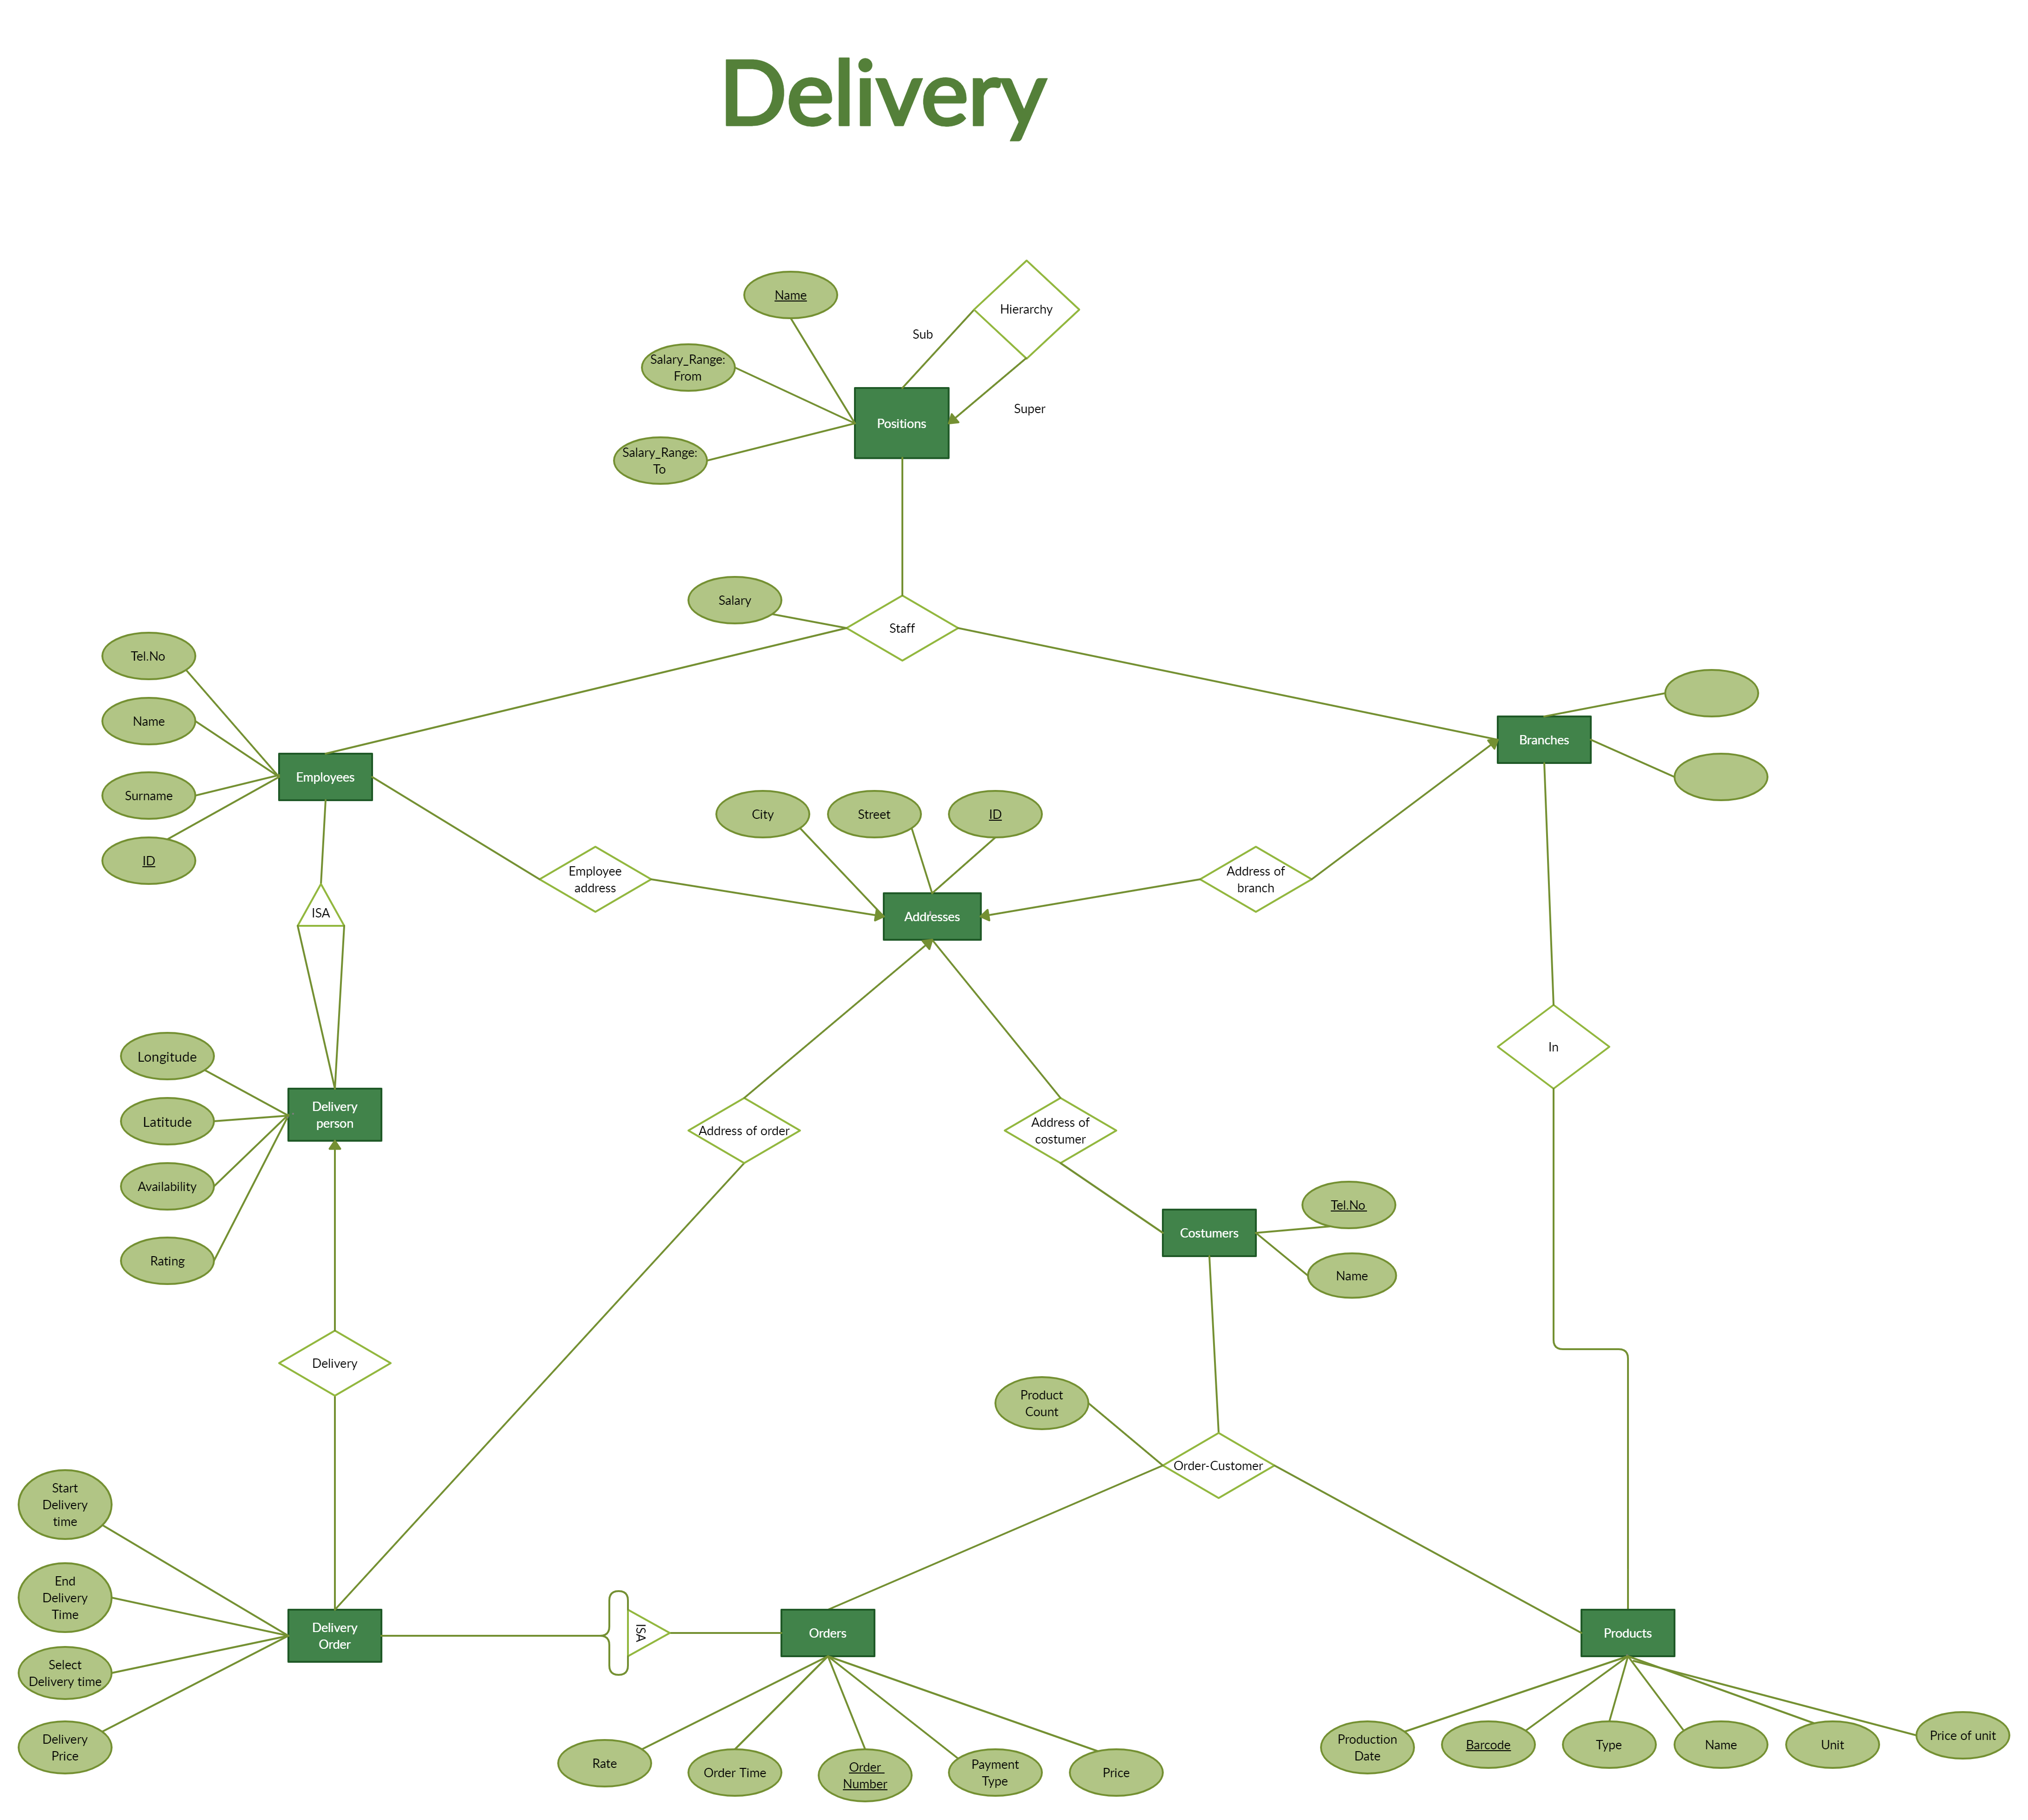 Delivery
Name
Hierarchy
Sub
Salary_Range:
From
Super
Positions
Salary_Range:
To
Salary
Staff
Tel.No
Name
Surname
ID
Employees
Branches
City
Street
ID
Employee
address
Address of
branch
Addresses
ISA
Longitude
Latitude
Availability
Rating
Delivery
person
In
Address of order
Address of
costumer
Tel.No
Costumers
Name
Delivery
Product
Count
Order-Customer
Start
Delivery
time
End
Delivery
Time
Select
Delivery time
Delivery
Price
Delivery
Order
ISA
Orders
Products
Rate
Order Time
Order
Number
Payment
Type
Price
Production
Date
Barcode
Type
Name
Unit
Price of unit